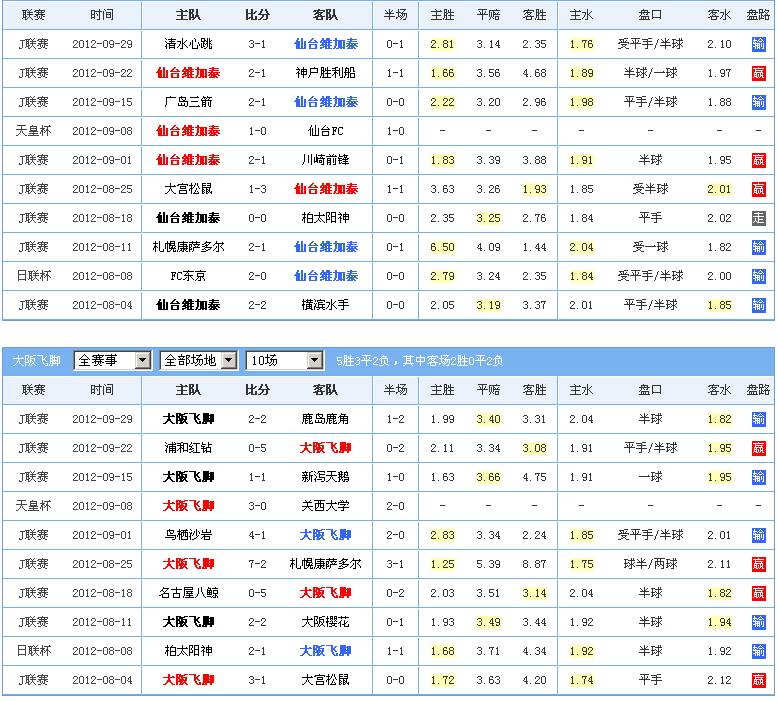 联赛 时间 主队 比分 客队 半场 主胜 平赔 客胜 主水 盘口 客水 盘路
J联赛 2012-09-29 清水心跳 3-1 仙台维加泰 0-1 2.81 3.14 2.35 1.76 受平手/半球 2.10 输
J联赛 2012-09-22 仙台维加泰 2-1 神户胜利船 1-1 1.66 3.56 4.68 1.89 半球/一球 1.97 赢
J联赛 2012-09-15 广岛三箭 2-1 仙台维加泰 0-0 2.22 3.20 2.96 1.98 平手/半球 1.88 输
天皇杯 2012-09-08 仙台维加泰 1-0 仙台FC 1-0 - - - - - - -
J联赛 2012-09-01 仙台维加泰 2-1 川崎前锋 0-1 1.83 3.39 3.88 1.91 半球 1.95 赢
J联赛 2012-08-25 大宫松鼠 1-3 仙台维加泰 1-1 3.63 3.26 1.93 1.85 受半球 2.01 赢
J联赛 2012-08-18 仙台维加泰 0-0 柏太阳神 0-0 2.35 3.25 2.76 1.84 平手 2.02 走
J联赛 2012-08-11 札幌康萨多尔 2-1 仙台维加泰 0-1 6.50 4.09 1.44 2.04 受一球 1.82 输
日联杯 2012-08-08 FC东京 2-0 仙台维加泰 0-0 2.79 3.24 2.35 1.84 受平手/半球 2.00 输
J联赛 2012-08-04 仙台维加泰 2-2 横滨水手 0-0 2.05 3.19 3.37 2.01 平手/半球 1.85 输
大阪飞脚 全赛事 全部场地 10场 5胜3平2负,其中客场2胜0平2负
联赛 时间 主队 比分 客队 半场 主胜 平赔 客胜 主水 盘口 客水 盘路
J联赛 2012-09-29 大阪飞脚 2-2 鹿岛鹿角 1-2 1.99 3.40 3.31 2.04 半球 1.82 输
J联赛 2012-09-22 浦和红钻 0-5 大阪飞脚 0-2 2.11 3.34 3.08 1.91 平手/半球 1.95 赢
J联赛 2012-09-15 大阪飞脚 1-1 新泻天鹅 1-0 1.63 3.66 4.75 1.91 一球 1.95 输
天皇杯 2012-09-08 大阪飞脚 3-0 关西大学 2-0 - - - - - - -
J联赛 2012-09-01 鸟栖沙岩 4-1 大阪飞脚 2-0 2.83 3.34 2.24 1.85 受平手/半球 2.01 输
J联赛 2012-08-25 大阪飞脚 7-2 札幌康萨多尔 3-1 1.25 5.39 8.87 1.75 球半/两球 2.11 赢
J联赛 2012-08-18 名古屋八鲸 0-5 大阪飞脚 0-2 2.03 3.51 3.14 2.04 半球 1.82 赢
J联赛 2012-08-11 大阪飞脚 2-2 大阪樱花 0-1 1.93 3.49 3.44 1.92 半球 1.94 输
日联杯 2012-08-08 柏太阳神 2-1 大阪飞脚 1-1 1.68 3.71 4.34 1.92 半球 1.92 输
J联赛 2012-08-04 大阪飞脚 3-1 大宫松鼠 0-0 1.72 3.63 4.20 1.74 平手 2.12 赢